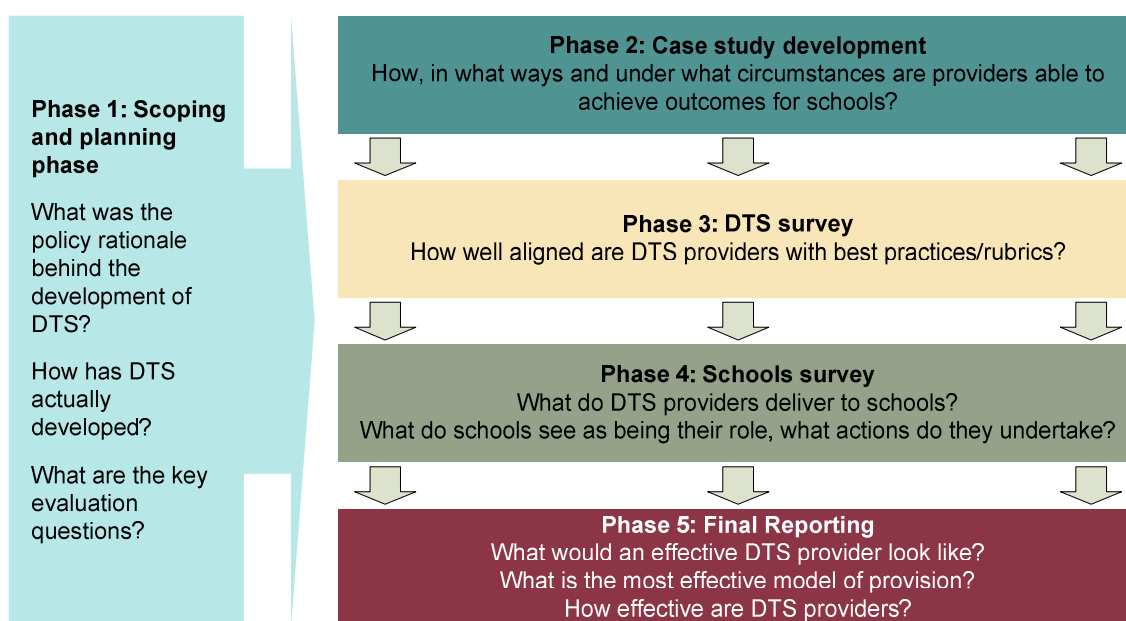 Phase 1: Scoping
and planning
phase
What was the
policy rationale
behind the
development of
DTS?
How has DTS
actually
developed?
What are the key
evaluation
questions?
Phase 2: Case study development
How, in what ways and under what circumstances are providers able to
achieve outcomes for schools?
Phase 3: DTS survey
How well aligned are DTS providers with best practices/rubrics?
Phase 4: Schools survey
What do DTS providers deliver to schools?
What do schools see as being their role, what actions do they undertake?
Phase 5: Final Reporting
What would an effective DTS provider look like?
What is the most effective model of provision?
How effective are DTS providers?